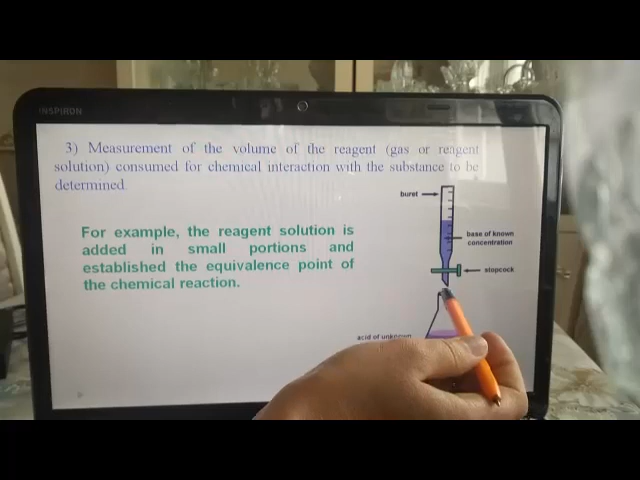 INSPIRON
3) Measurement of the volume of the reagent (gas or reagent
solution) consumed for chemical interaction with the substance to be
determined.
buret
For example, the reagent solution is
added in small portions and
established the equivalence point of
the chemical reaction.
base of known
concentration
stopcock
acid of unknown